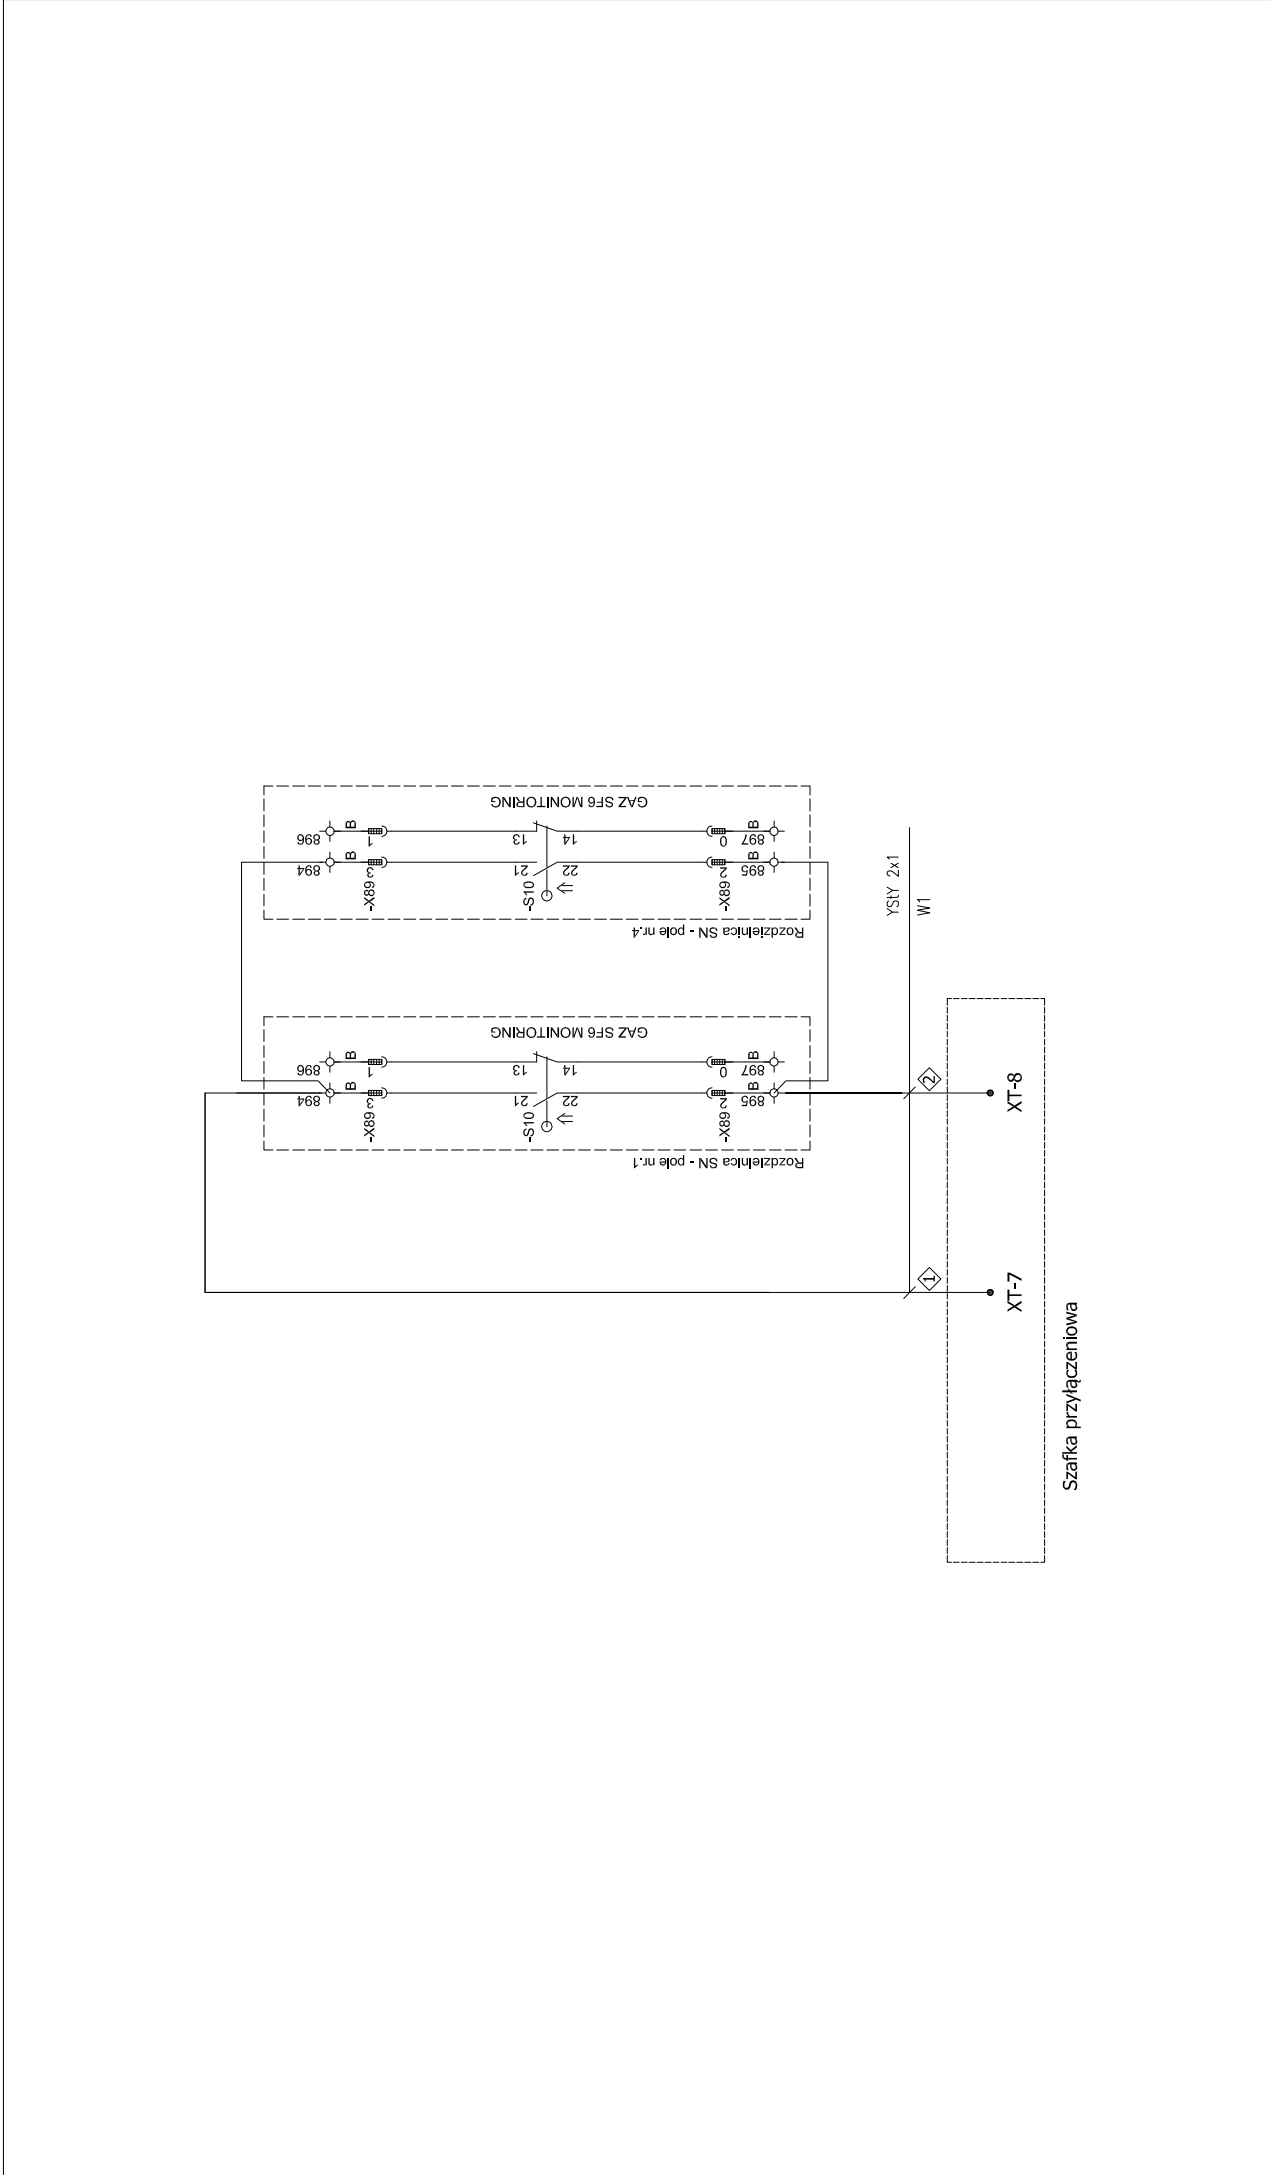 GAZ SF6 MONITORING
896
B
1
13
14
0
B
897
894
B
3
-X89
21
22
-S10
2
-X89
B
895
Rozdzielnica SN - pole nr.4
GAZ SF6 MONITORING
896
B
1
13
14
0
B
897
894
B
3
-X89
21
22
-S10
2
-X89
B
895
Rozdzielnica SN - pole nr.1
YStY 2x1
W1
2
1
XT-8
XT-7
Szafka przyłączeniowa